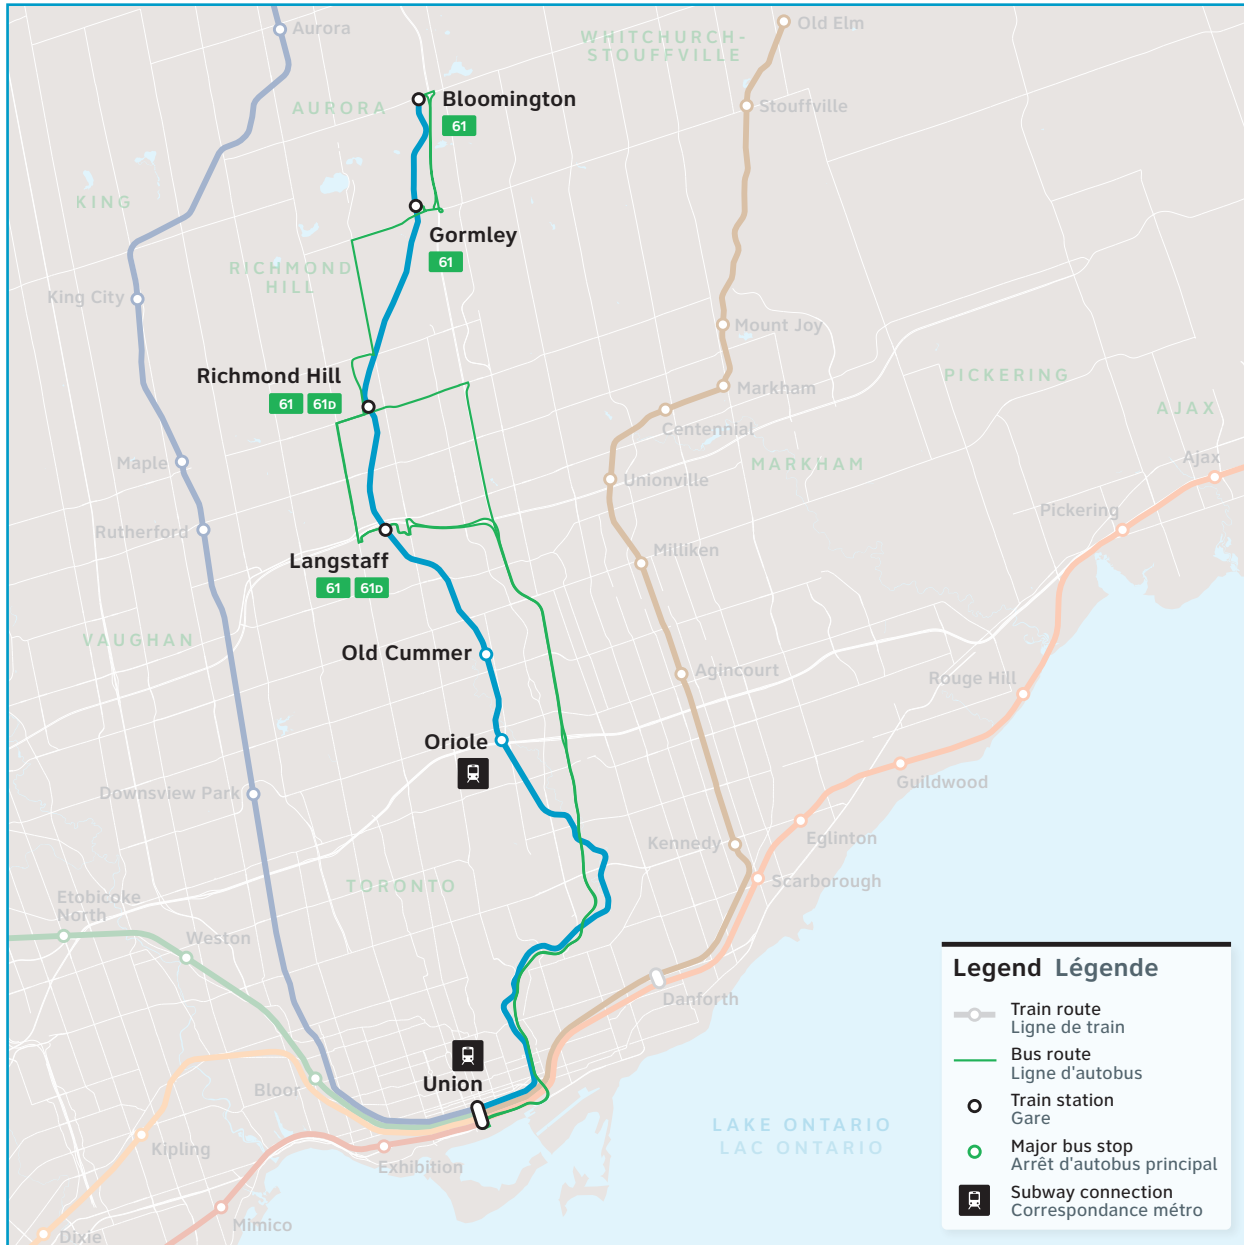 Aurora
Old Elm
WHITCHURCH-
STOUFFVILLE
Bloomington
61
AURORA
Stouffville
KING
Gormley
61
RICHMOND
HILL
King City
Mount Joy
Richmond Hill
61 61D
Markham
PICKERING
AJAX
Centennial
Maple
MARKHAM
Ajax
Unionville
Rutherford
Pickering
Langstaff
61 61D
Milliken
VAUGHAN
Old Cummer
Agincourt
Rouge Hill
Oriole
Downsview Park
Guildwood
Kennedy
Eglinton
TORONTO
Scarborough
Etobicoke
North
Weston
Danforth
Union
Bloor
Kipling
Exhibition
LAKE ONTARIO
LAC ONTARIO
Mimico
Dixie
Legend Légende
Train route
Ligne de train
Bus route
Ligne d'autobus
Train station
Gare
Major bus stop
Arrêt d'autobus principal
Subway connection
Correspondance métro